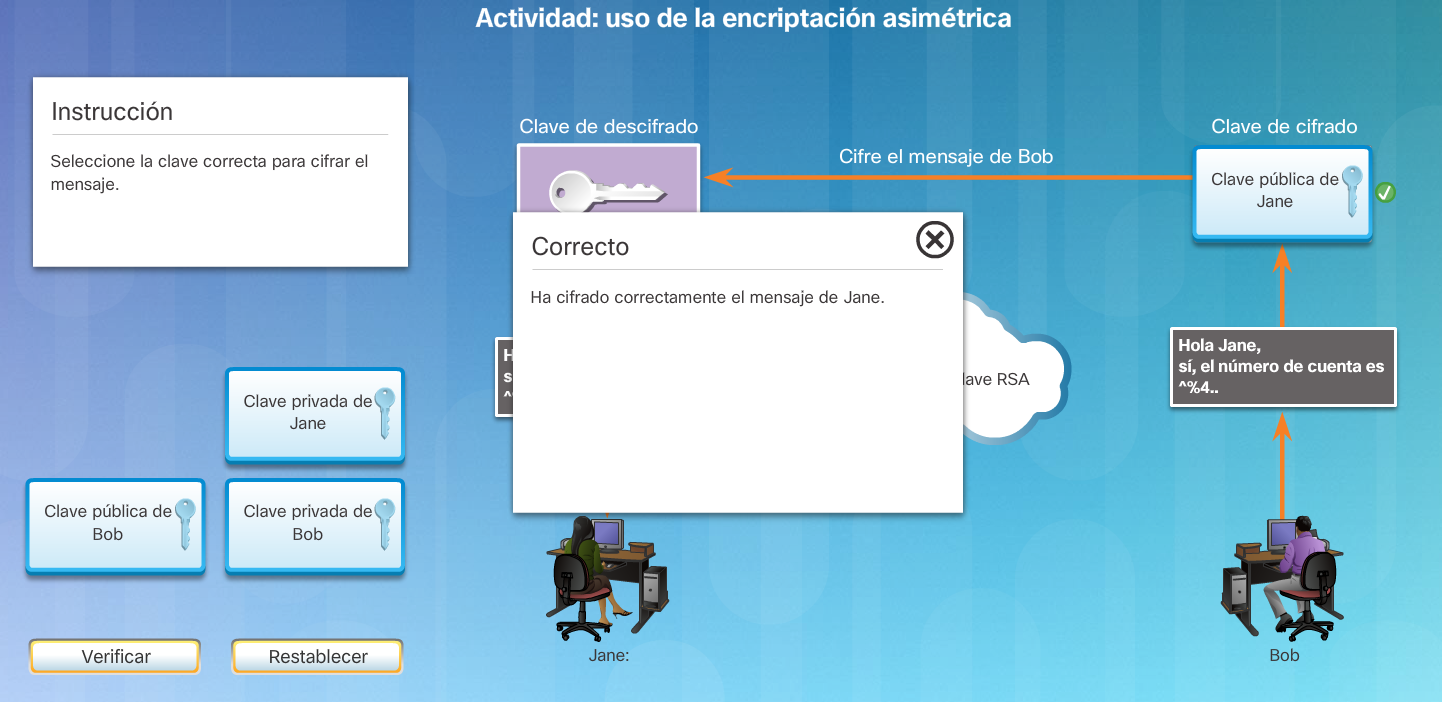 Actividad: uso de la encriptación asimétrica
Instrucción
Seleccione la clave correcta para cifrar el
mensaje.
Clave de descifrado
Cifre el mensaje de Bob
Clave de cifrado
Clave pública de
Jane
Correcto
Ha cifrado correctamente el mensaje de Jane.
Hola Jane,
sí, el número de cuenta es
^%4..
RSA
Clave privada de
Jane
Clave pública de
Bob
Clave privada de
Bob
Verificar
Restablecer
Jane:
Bob